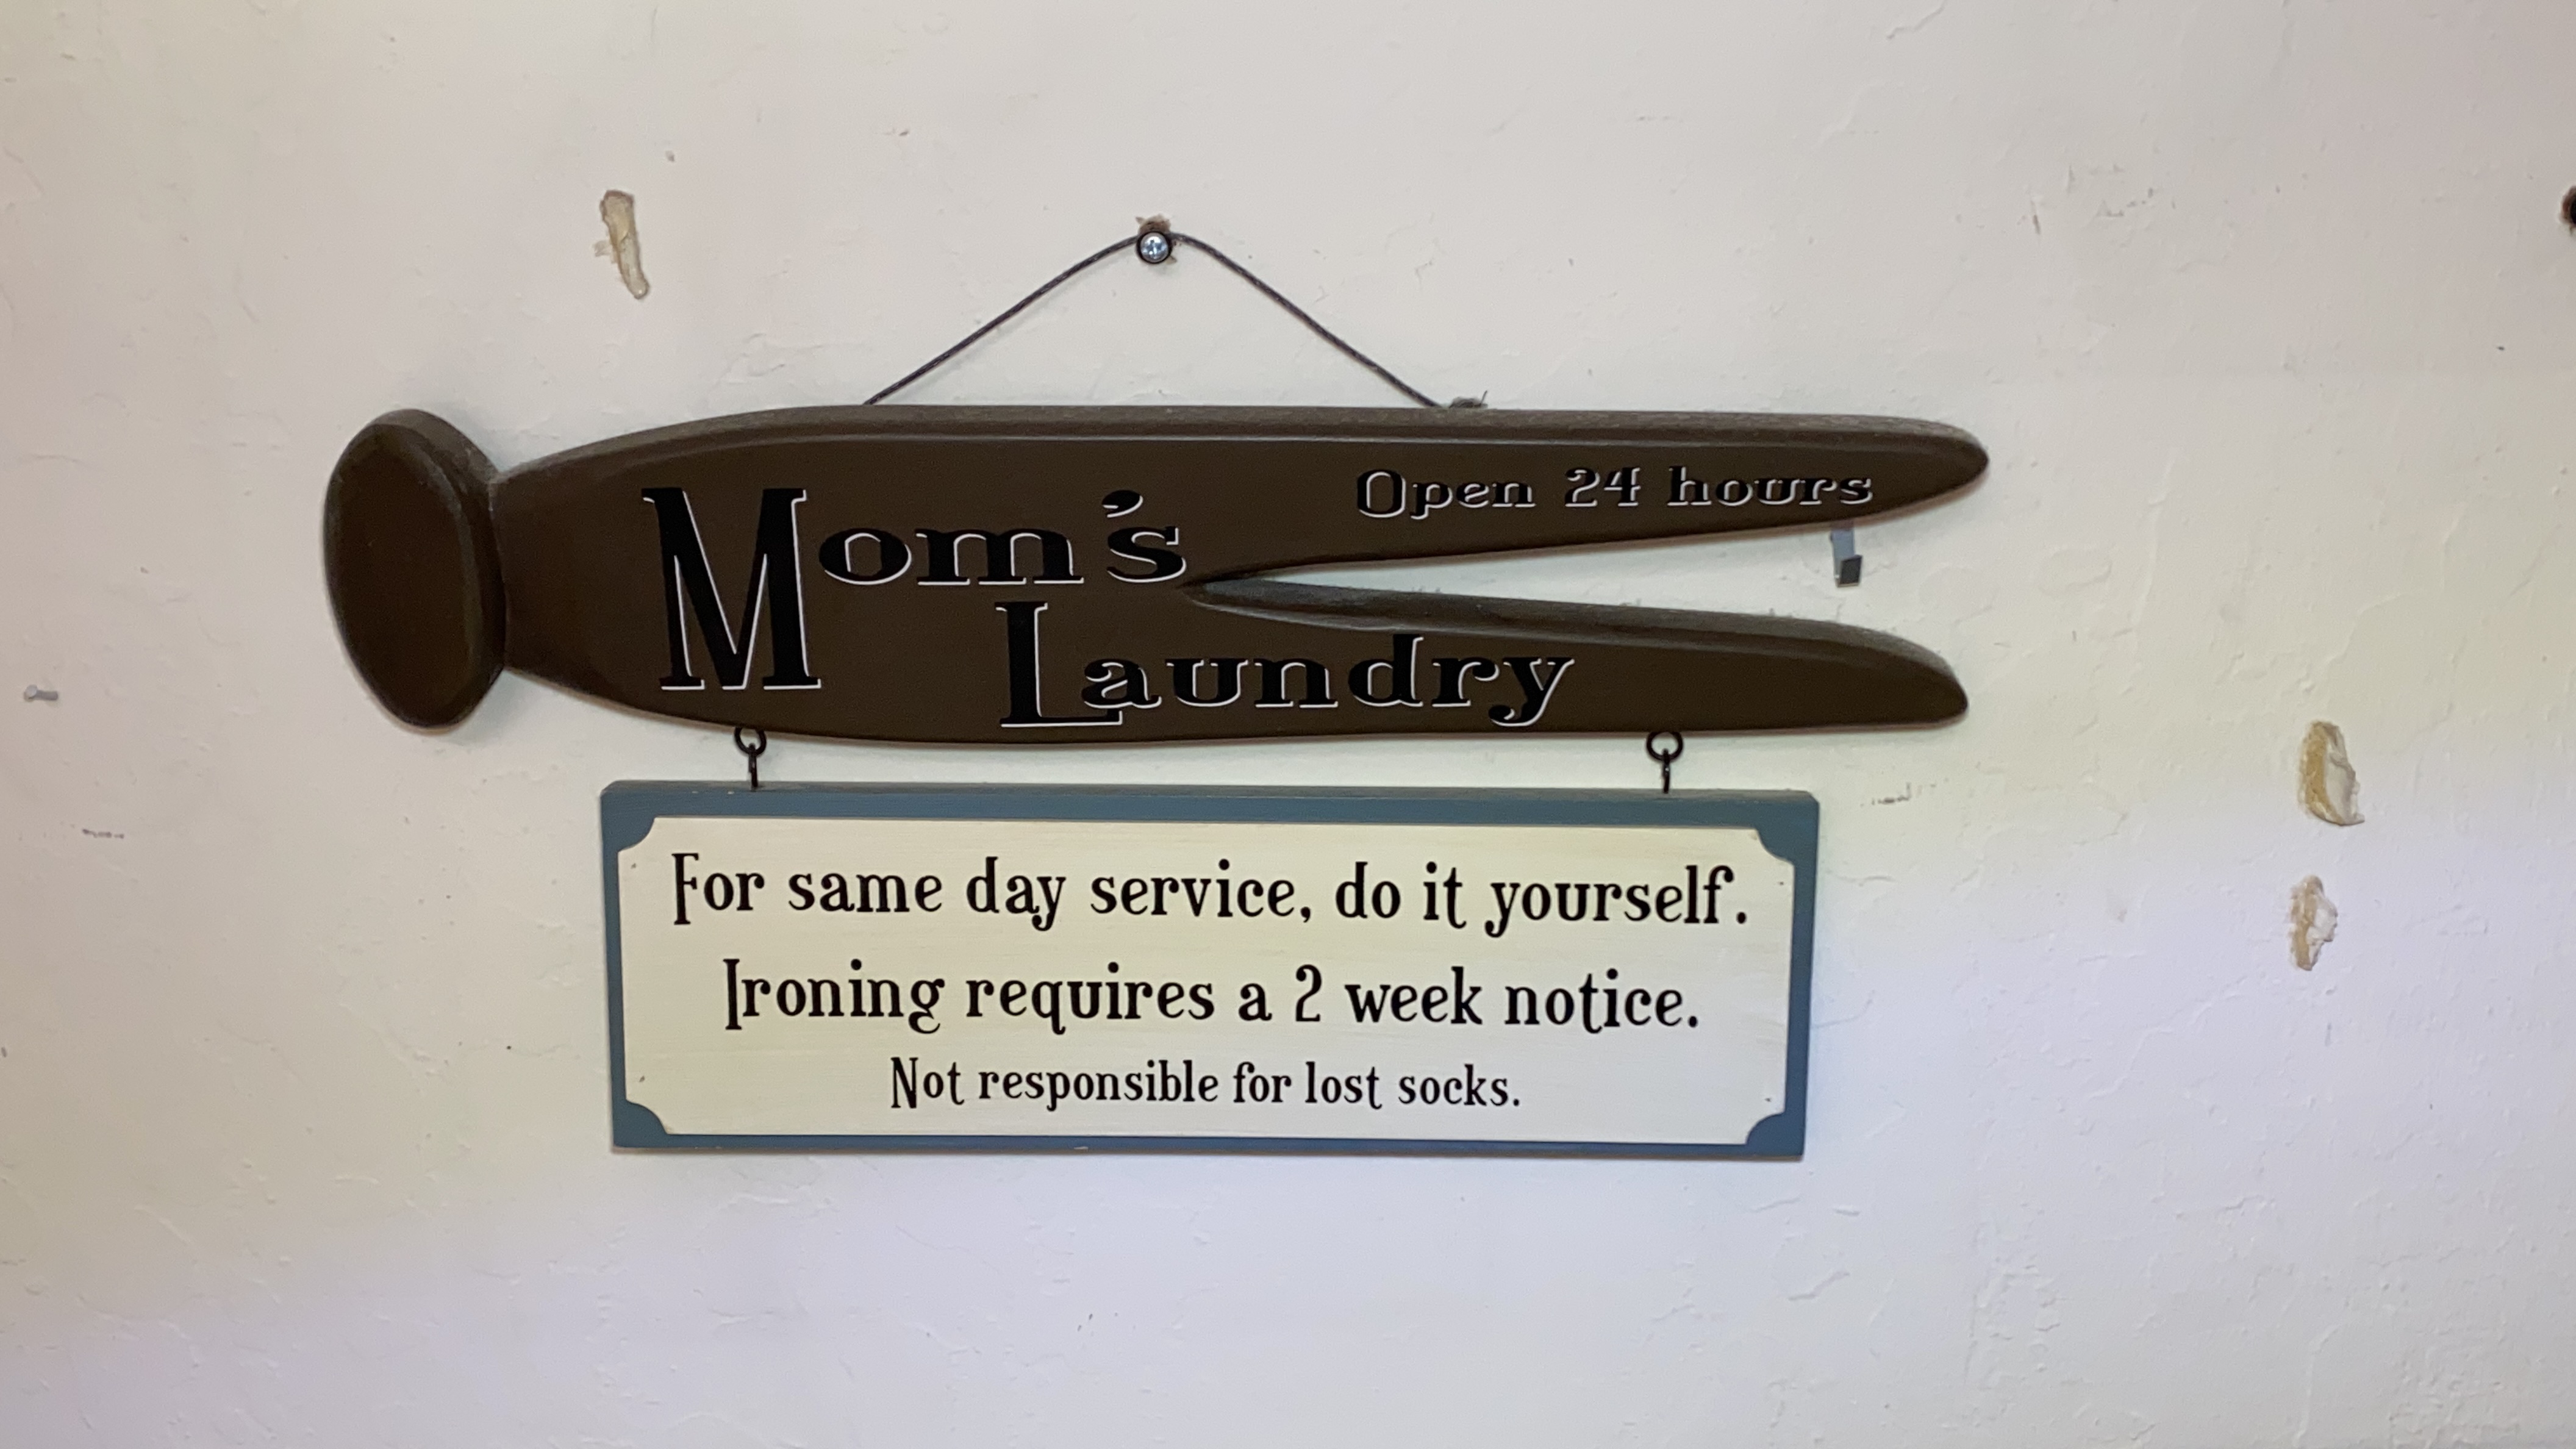 Mom's
Laundry
Open 24 hours
For same day service, do it yourself.
Ironing requires a 2 week notice.
Not responsible for lost socks.